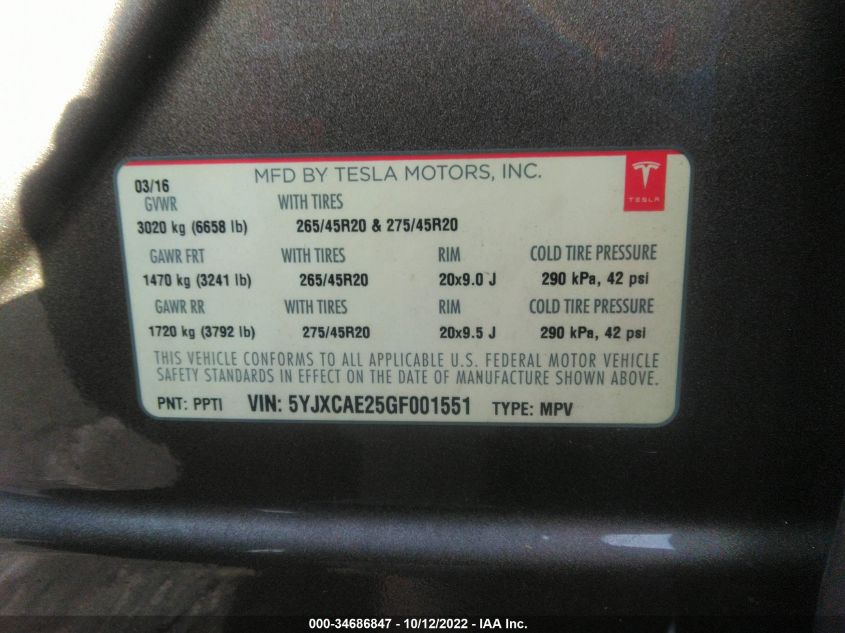 MFD BY TESLA MOTORS, INC.
TESLA
03/16
GVWR WITH TIRES
3020 kg (6658 lb) 265/45R20 & 275/45R20
GAWR FRT WITH TIRES RIM COLD TIRE PRESSURE
1470 kg (3241 lb) 265/45R20 20x9.0 J 290 kPa, 42 psi
GAWR RR WITH TIRES RIM COLD TIRE PRESSURE
1720 kg (3792 lb) 275/45R20 20x9.5 J 290 kPa, 42 psi
THIS VEHICLE CONFORMS TO ALL APPLICABLE U.S. FEDERAL MOTOR VEHICLE
SAFETY STANDARDS IN EFFECT ON THE DATE OF MANUFACTURE SHOWN ABOVE.
PNT: PPTI VIN: 5YJXCAE25GF001551 TYPE: MPV
000-34686847 - 10/12/2022 - IAA Inc.